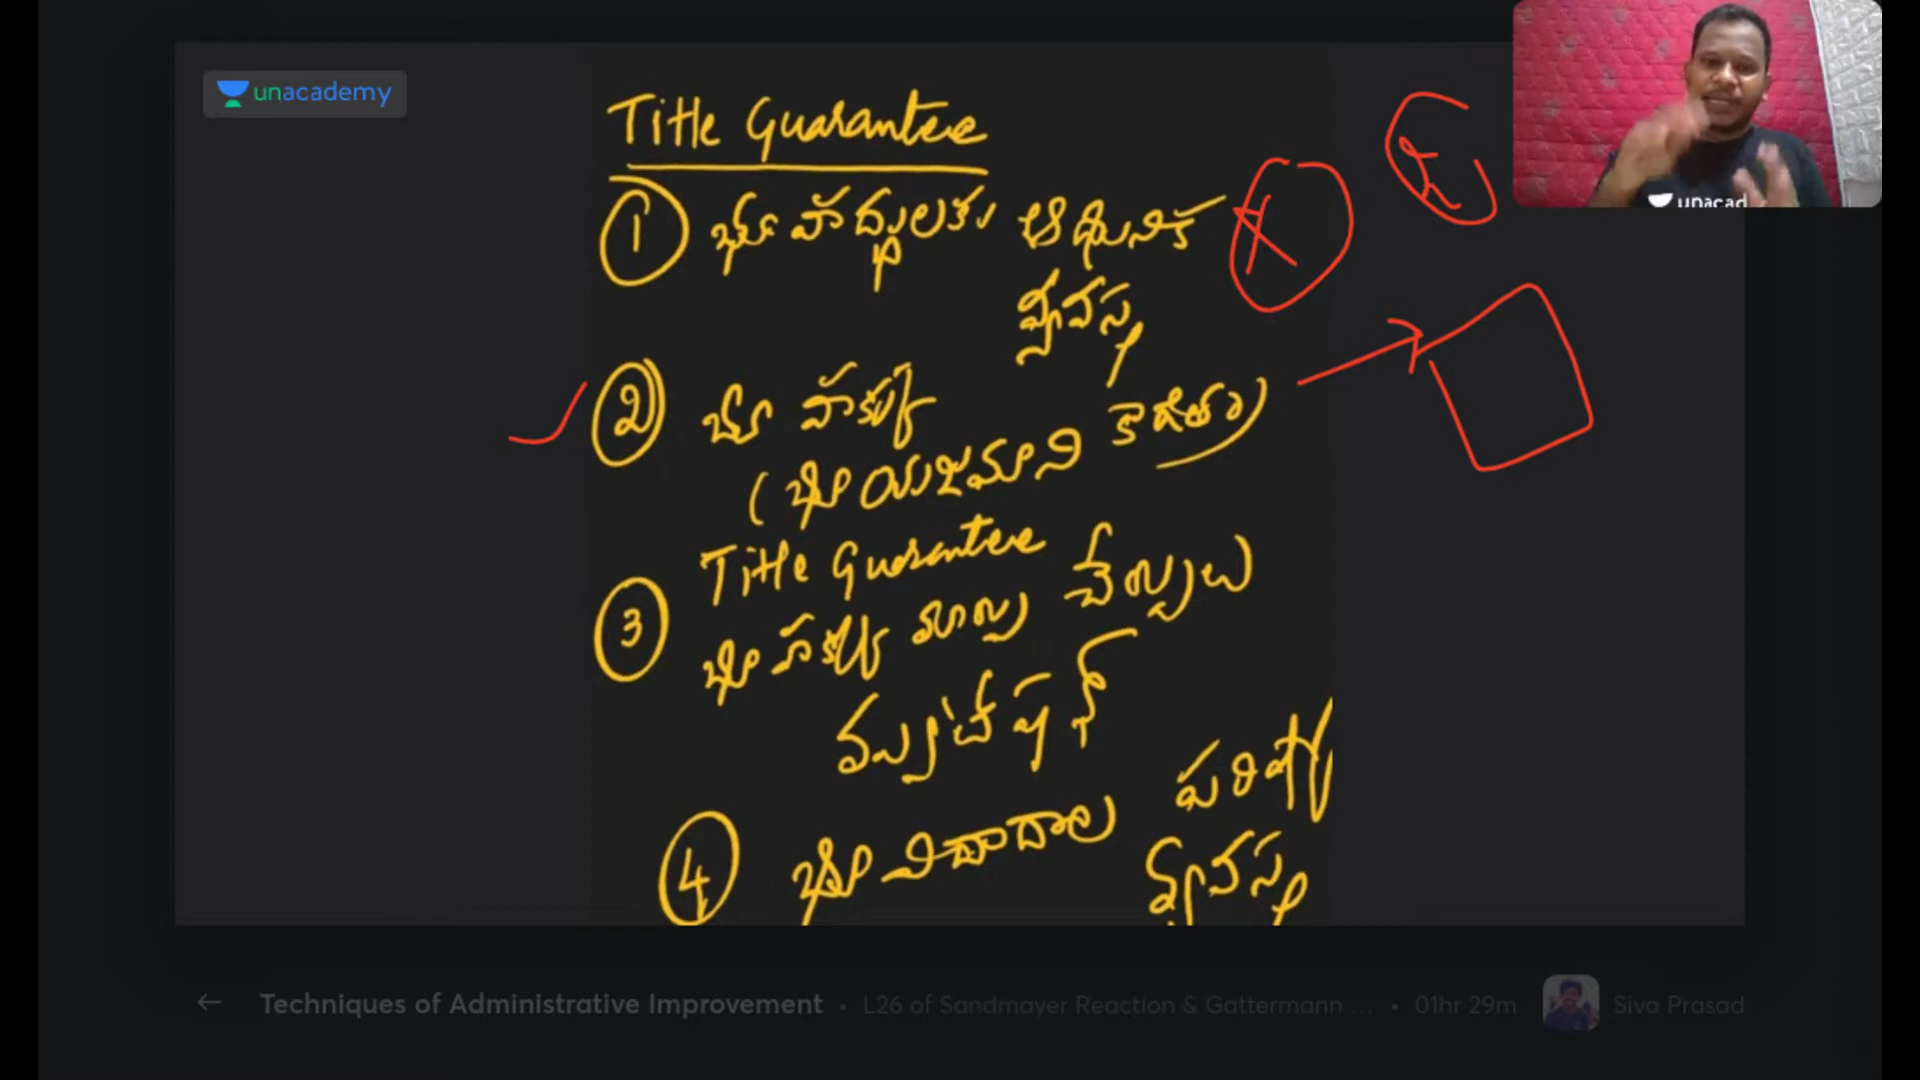 unacademy
Title Guarantee
1 భూ హద్దులకు ఆధునిక
వ్యవస్థ
2 భూ హక్కు
(భూ యజమాని కాగితం)
Title Guarantee
3 భూ హక్కు మార్పు చేర్పులు
మ్యుటేషన్
4 భూ వివాదాల పరిష్కా
వ్యవస్థ
unacad
← Techniques of Administrative Improvement • L26 of Sandmayer Reaction & Gattermann ... • 01hr 29m Siva Prasad